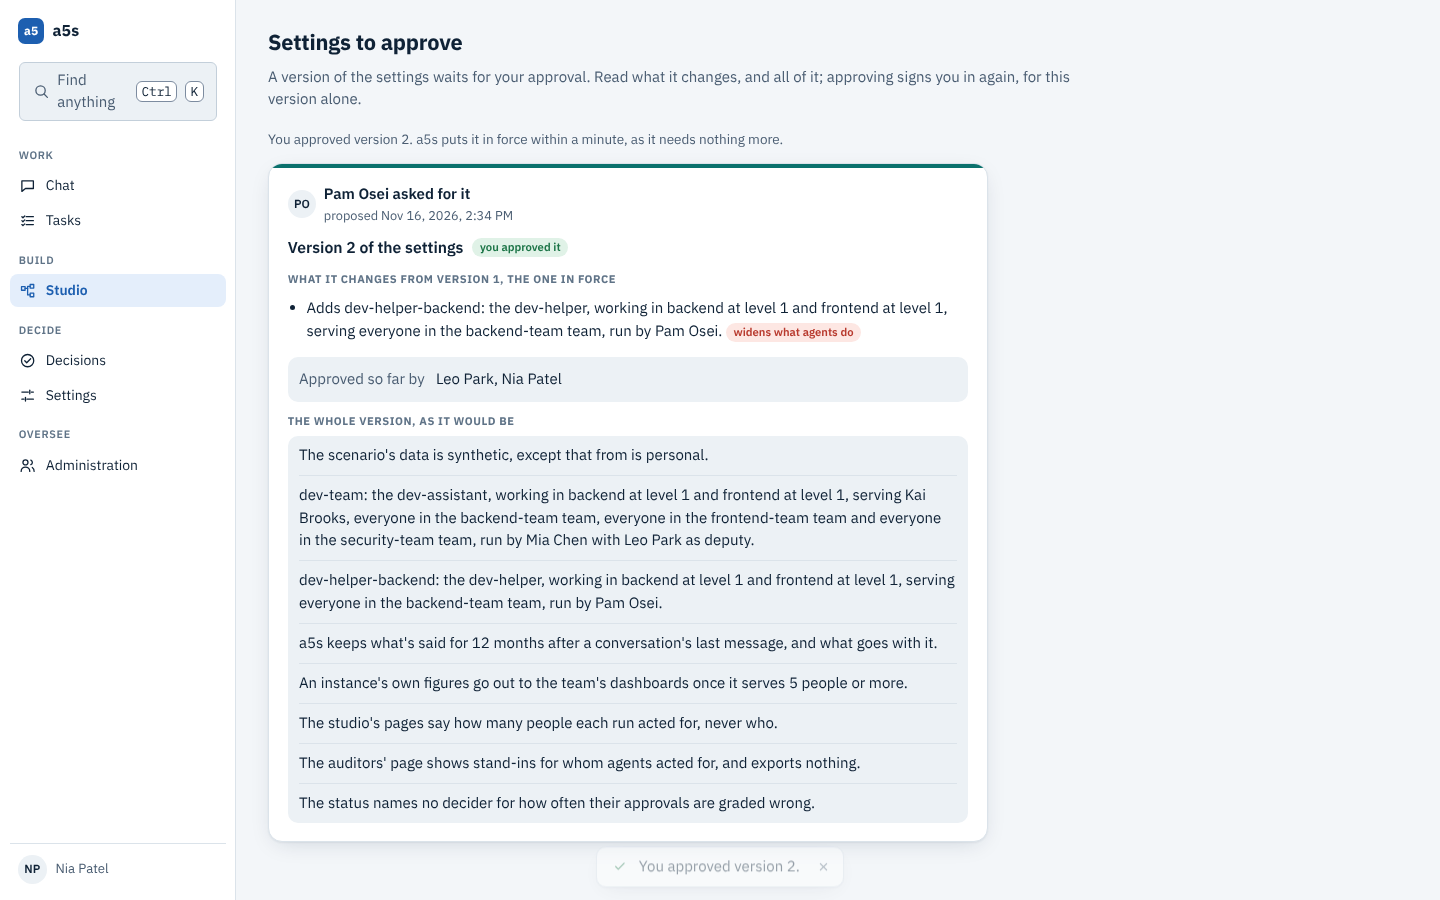 a5 a5s
Find
anything
Ctrl K
WORK
Chat
Tasks
BUILD
Studio
DECIDE
Decisions
Settings
OVERSEE
Administration
NP Nia Patel
Settings to approve
A version of the settings waits for your approval. Read what it changes, and all of it; approving signs you in again, for this
version alone.
You approved version 2. a5s puts it in force within a minute, as it needs nothing more.
PO
Pam Osei asked for it
proposed Nov 16, 2026, 2:34 PM
Version 2 of the settings you approved it
WHAT IT CHANGES FROM VERSION 1, THE ONE IN FORCE
• Adds dev-helper-backend: the dev-helper, working in backend at level 1 and frontend at level 1,
serving everyone in the backend-team team, run by Pam Osei. widens what agents do
Approved so far by Leo Park, Nia Patel
THE WHOLE VERSION, AS IT WOULD BE
The scenario's data is synthetic, except that from is personal.
dev-team: the dev-assistant, working in backend at level 1 and frontend at level 1, serving Kai
Brooks, everyone in the backend-team team, everyone in the frontend-team team and everyone
in the security-team team, run by Mia Chen with Leo Park as deputy.
dev-helper-backend: the dev-helper, working in backend at level 1 and frontend at level 1, serving
everyone in the backend-team team, run by Pam Osei.
a5s keeps what's said for 12 months after a conversation's last message, and what goes with it.
An instance's own figures go out to the team's dashboards once it serves 5 people or more.
The studio's pages say how many people each run acted for, never who.
The auditors' page shows stand-ins for whom agents acted for, and exports nothing.
The status names no decider for how often their approvals are graded wrong.
You approved version 2.